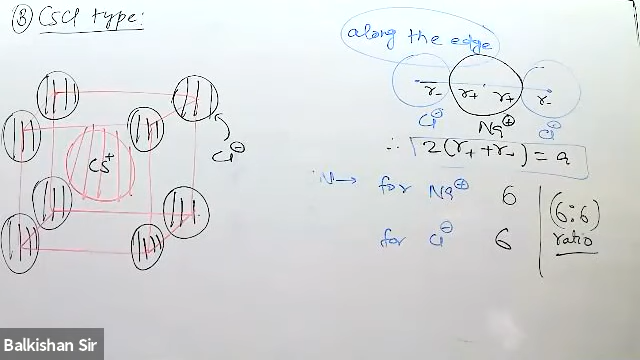 ③ CsCl type:
Cs⁺
Cl⊖
along the edge
r₋ r₊ r₊ r₋
Cl⊖ Na⊕ Cl⊖
∴ 2(r₊+r₋) = a
for Na⊕ 6
for Cl⊖ 6
(6:6)
ratio
Balkishan Sir